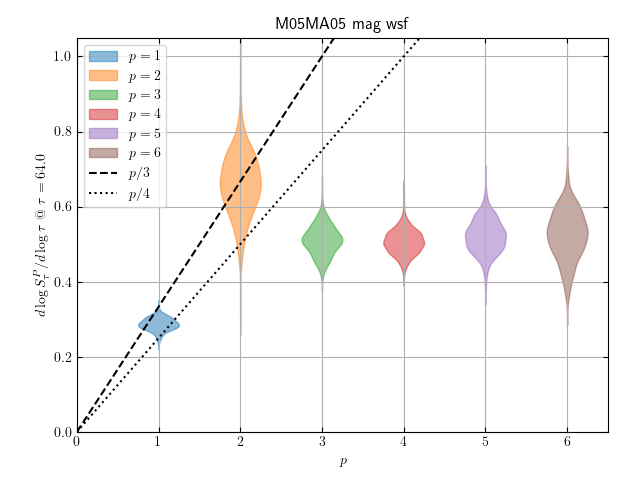 M05MA05 mag wsf
d log S_τ^P / d log τ @ τ = 64.0
1.0
0.8
0.6
0.4
0.2
0.0
p = 1
p = 2
p = 3
p = 4
p = 5
p = 6
p/3
p/4
0 1 2 3 4 5 6
p